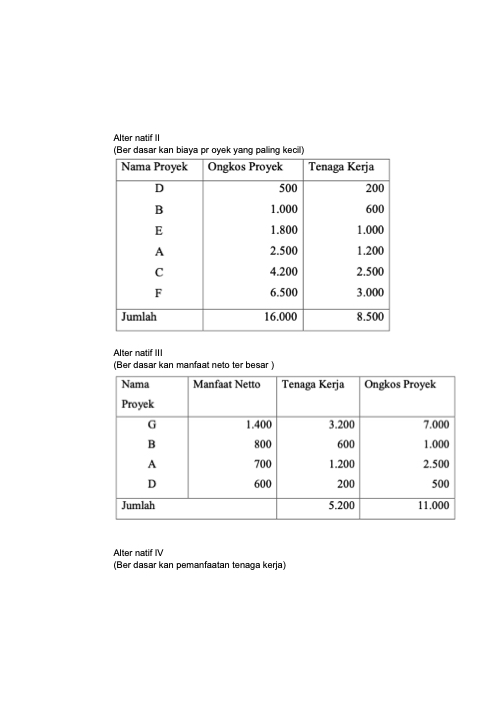 Alter natif II
(Ber dasar kan biaya pr oyek yang paling kecil)
Nama Proyek Ongkos Proyek Tenaga Kerja
D 500 200
B 1.000 600
E 1.800 1.000
A 2.500 1.200
C 4.200 2.500
F 6.500 3.000
Jumlah 16.000 8.500
Alter natif III
(Ber dasar kan manfaat neto ter besar )
Nama Manfaat Netto Tenaga Kerja Ongkos Proyek
Proyek
G 1.400 3.200 7.000
B 800 600 1.000
A 700 1.200 2.500
D 600 200 500
Jumlah 5.200 11.000
Alter natif IV
(Ber dasar kan pemanfaatan tenaga kerja)